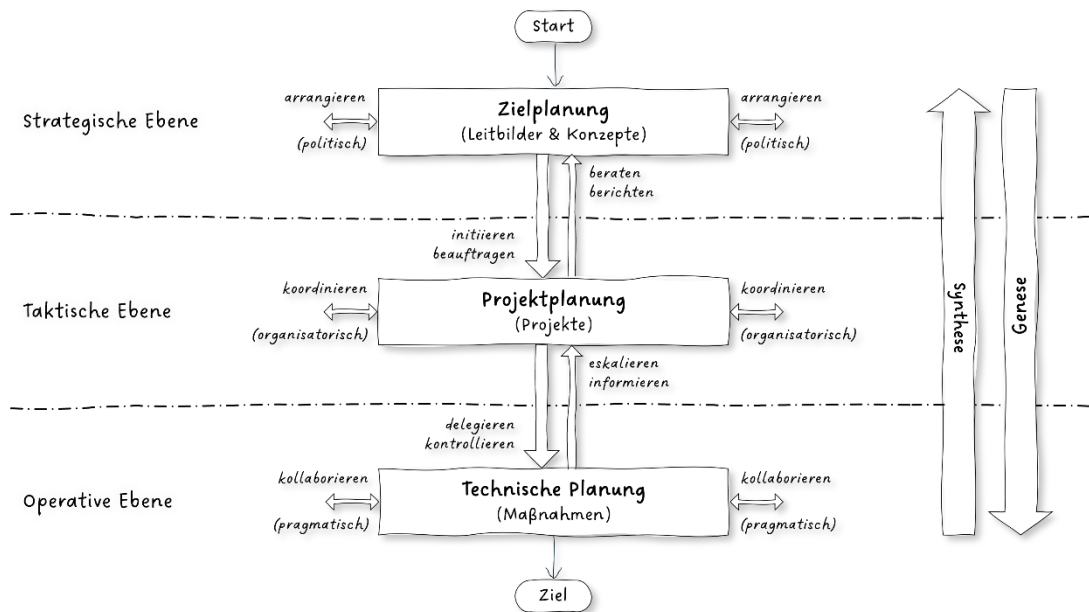 Start
Strategische Ebene
arrangieren
(politisch)
Zielplanung
(Leitbilder & Konzepte)
arrangieren
(politisch)
beraten
berichten
initiieren
beauftragen
Taktische Ebene
koordinieren
(organisatorisch)
Projektplanung
(Projekte)
koordinieren
(organisatorisch)
eskalieren
informieren
delegieren
kontrollieren
Operative Ebene
kollaborieren
(pragmatisch)
Technische Planung
(Maßnahmen)
kollaborieren
(pragmatisch)
Ziel
Synthese
Genese